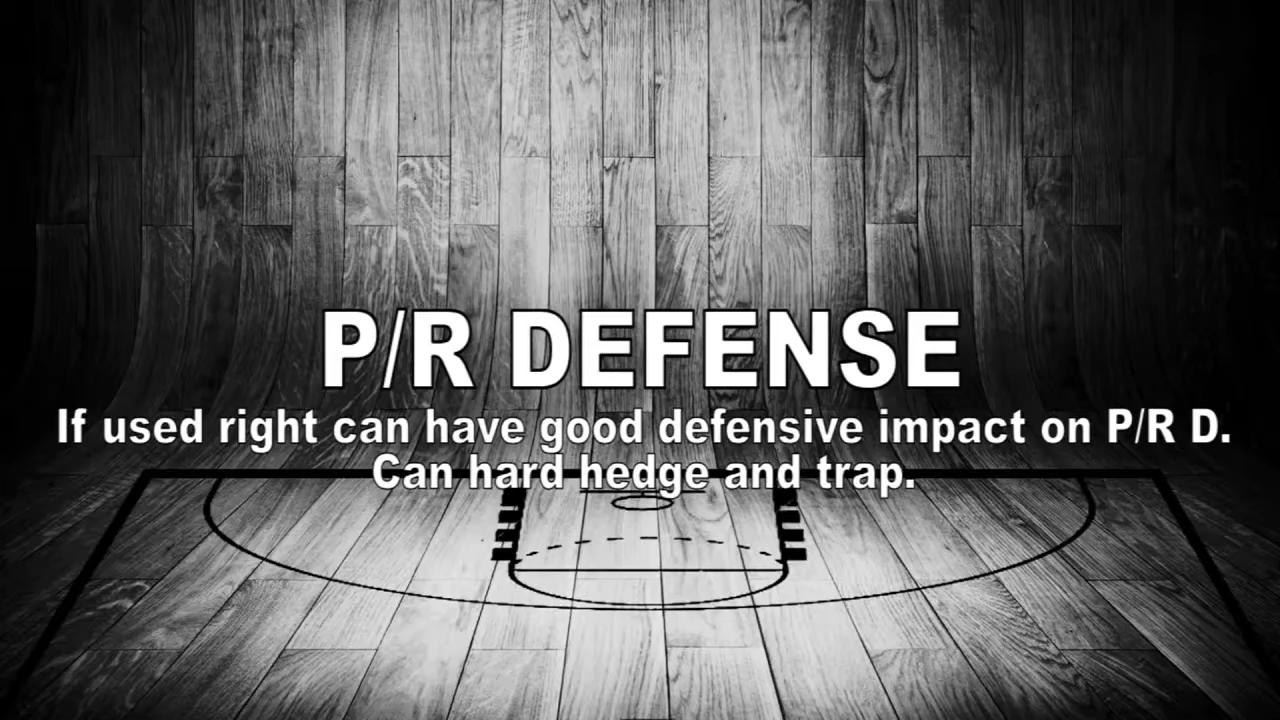 P/R DEFENSE
If used right can have good defensive impact on P/R D.
Can hard hedge and trap.